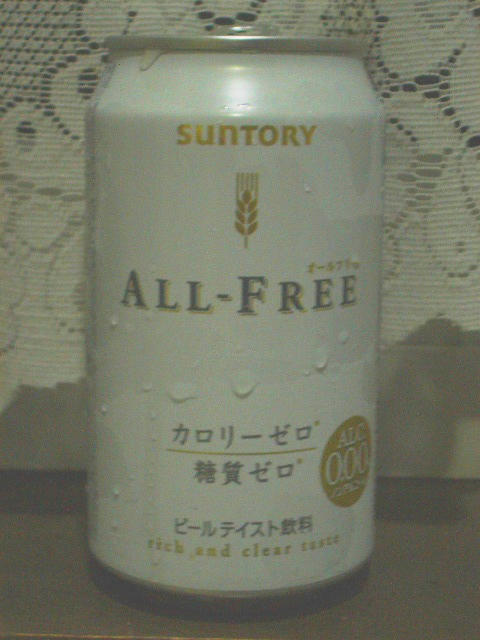 SUNTORY
オールフリー
ALL-FREE
カロリーゼロ*
糖質ゼロ*
ALC.
0.00%
ビールテイスト飲料
rich and clear taste